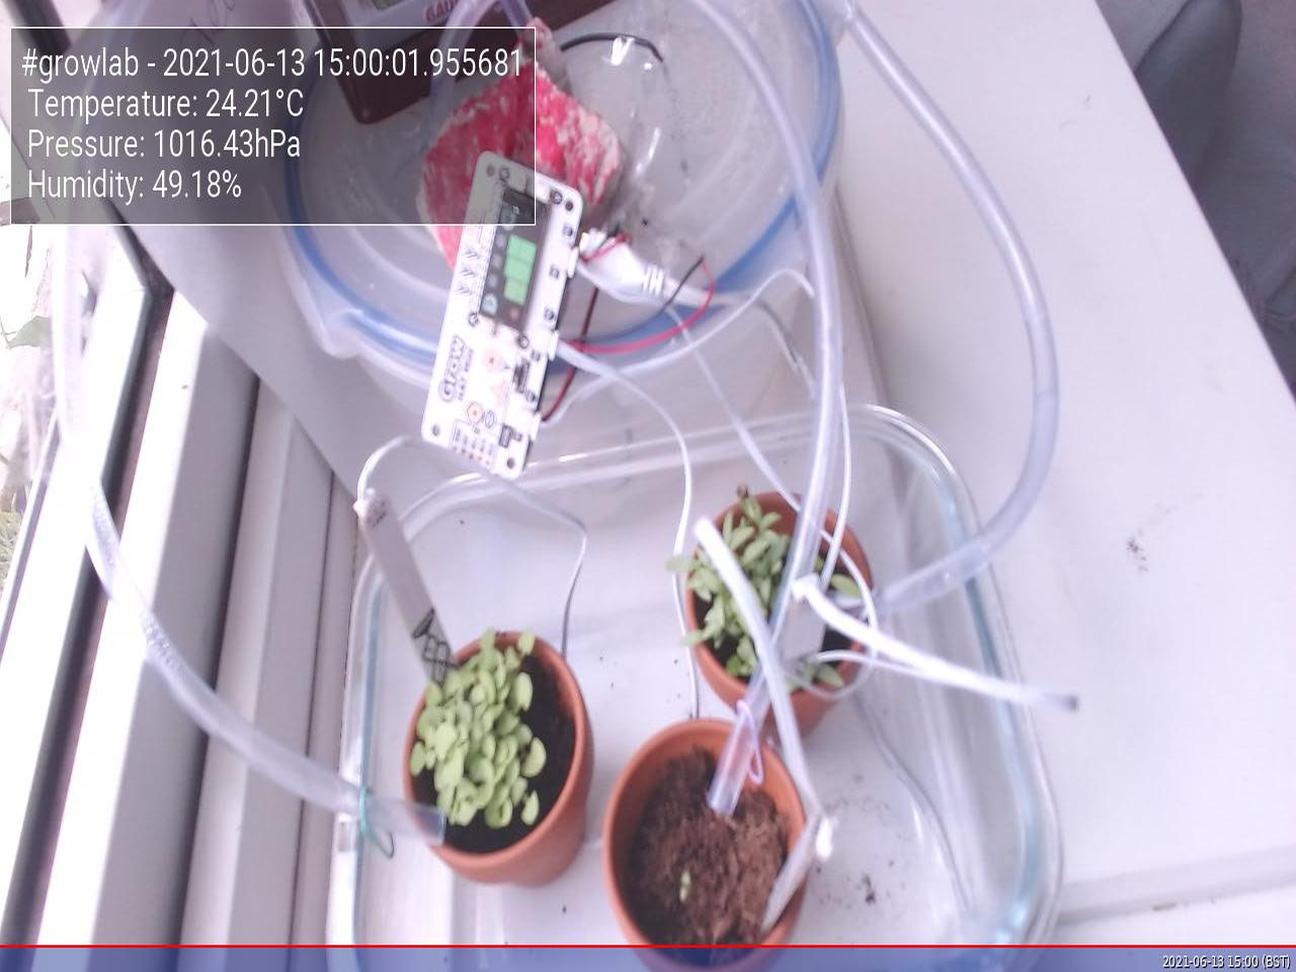 #growlab - 2021-06-13 15:00:01.955681
Temperature: 24.21°C
Pressure: 1016.43hPa
Humidity: 49.18%
Grow
2021-06-13 15:00 (BST)